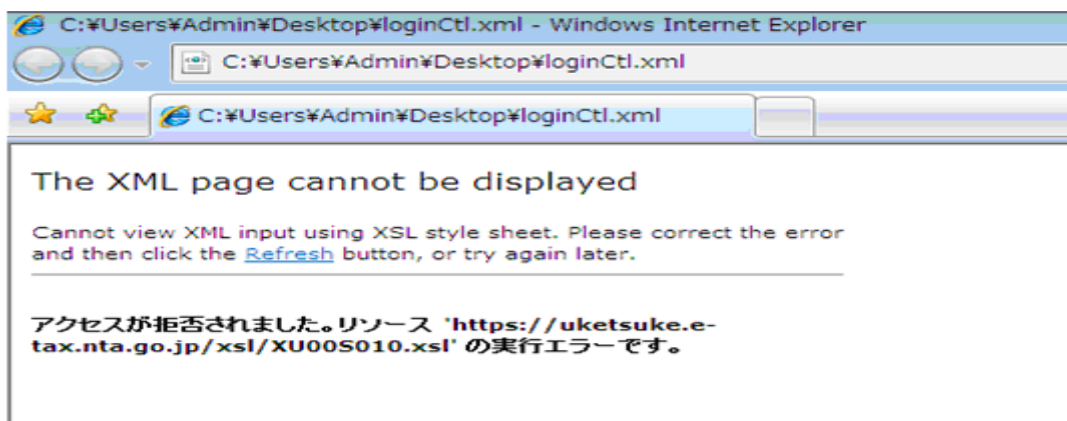 C:¥Users¥Admin¥Desktop¥loginCtl.xml - Windows Internet Explorer
C:¥Users¥Admin¥Desktop¥loginCtl.xml
C:¥Users¥Admin¥Desktop¥loginCtl.xml
The XML page cannot be displayed
Cannot view XML input using XSL style sheet. Please correct the error
and then click the Refresh button, or try again later.
アクセスが拒否されました。リソース 'https://uketsuke.e-
tax.nta.go.jp/xsl/XU00S010.xsl' の実行エラーです。